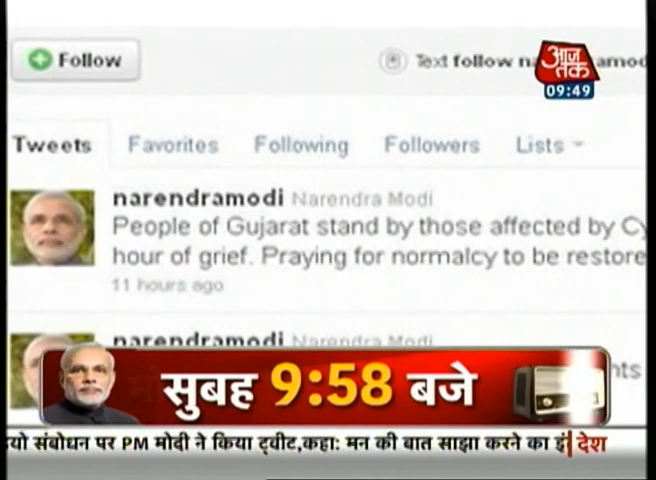 Follow
Text follow
आज तक
09:49
Tweets Favorites Following Followers Lists
narendramodi Narendra Modi
People of Gujarat stand by those affected by
hour of grief. Praying for normalcy to be restore
11 hours ago
narendramodi Narendra Modi
सुबह 9:58 बजे
संबोधन पर PM मोदी ने किया ट्वीट,कहा: मन की बात साझा करने का
देश